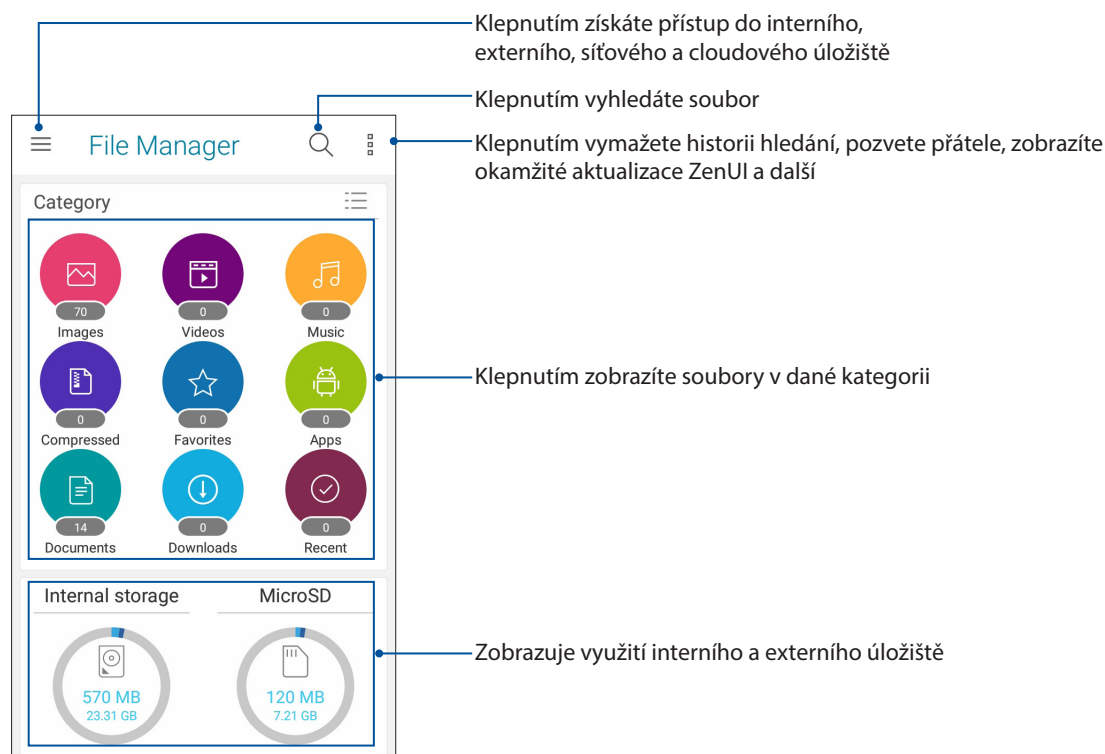 Klepnutím získáte přístup do interního,
externího, síťového a cloudového úložiště
Klepnutím vyhledáte soubor
Klepnutím vymažete historii hledání, pozvete přátele, zobrazíte
okamžité aktualizace ZenUI a další
File Manager
Category
70 0 0
Images Videos Music
0 0 0
Compressed Favorites Apps
Klepnutím zobrazíte soubory v dané kategorii
14 0 0
Documents Downloads Recent
Internal storage MicroSD
570 MB 120 MB
23.31 GB 7.21 GB
Zobrazuje využití interního a externího úložiště